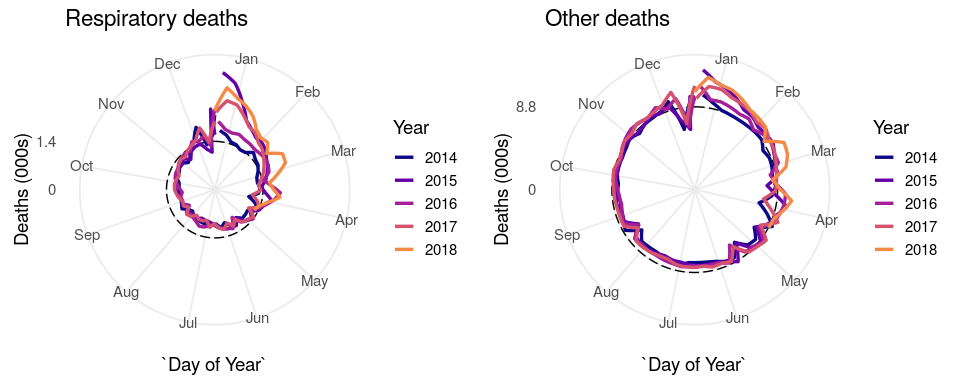 Respiratory deaths
Dec
Jan
Nov
Feb
1.4
Mar
Oct
0
Apr
Sep
May
Aug
Jun
Jul
Deaths (000s)
`Day of Year`
Year
2014
2015
2016
2017
2018
Other deaths
Dec
Jan
Nov
Feb
8.8
Mar
Oct
0
Apr
Sep
May
Aug
Jun
Jul
Deaths (000s)
`Day of Year`
Year
2014
2015
2016
2017
2018